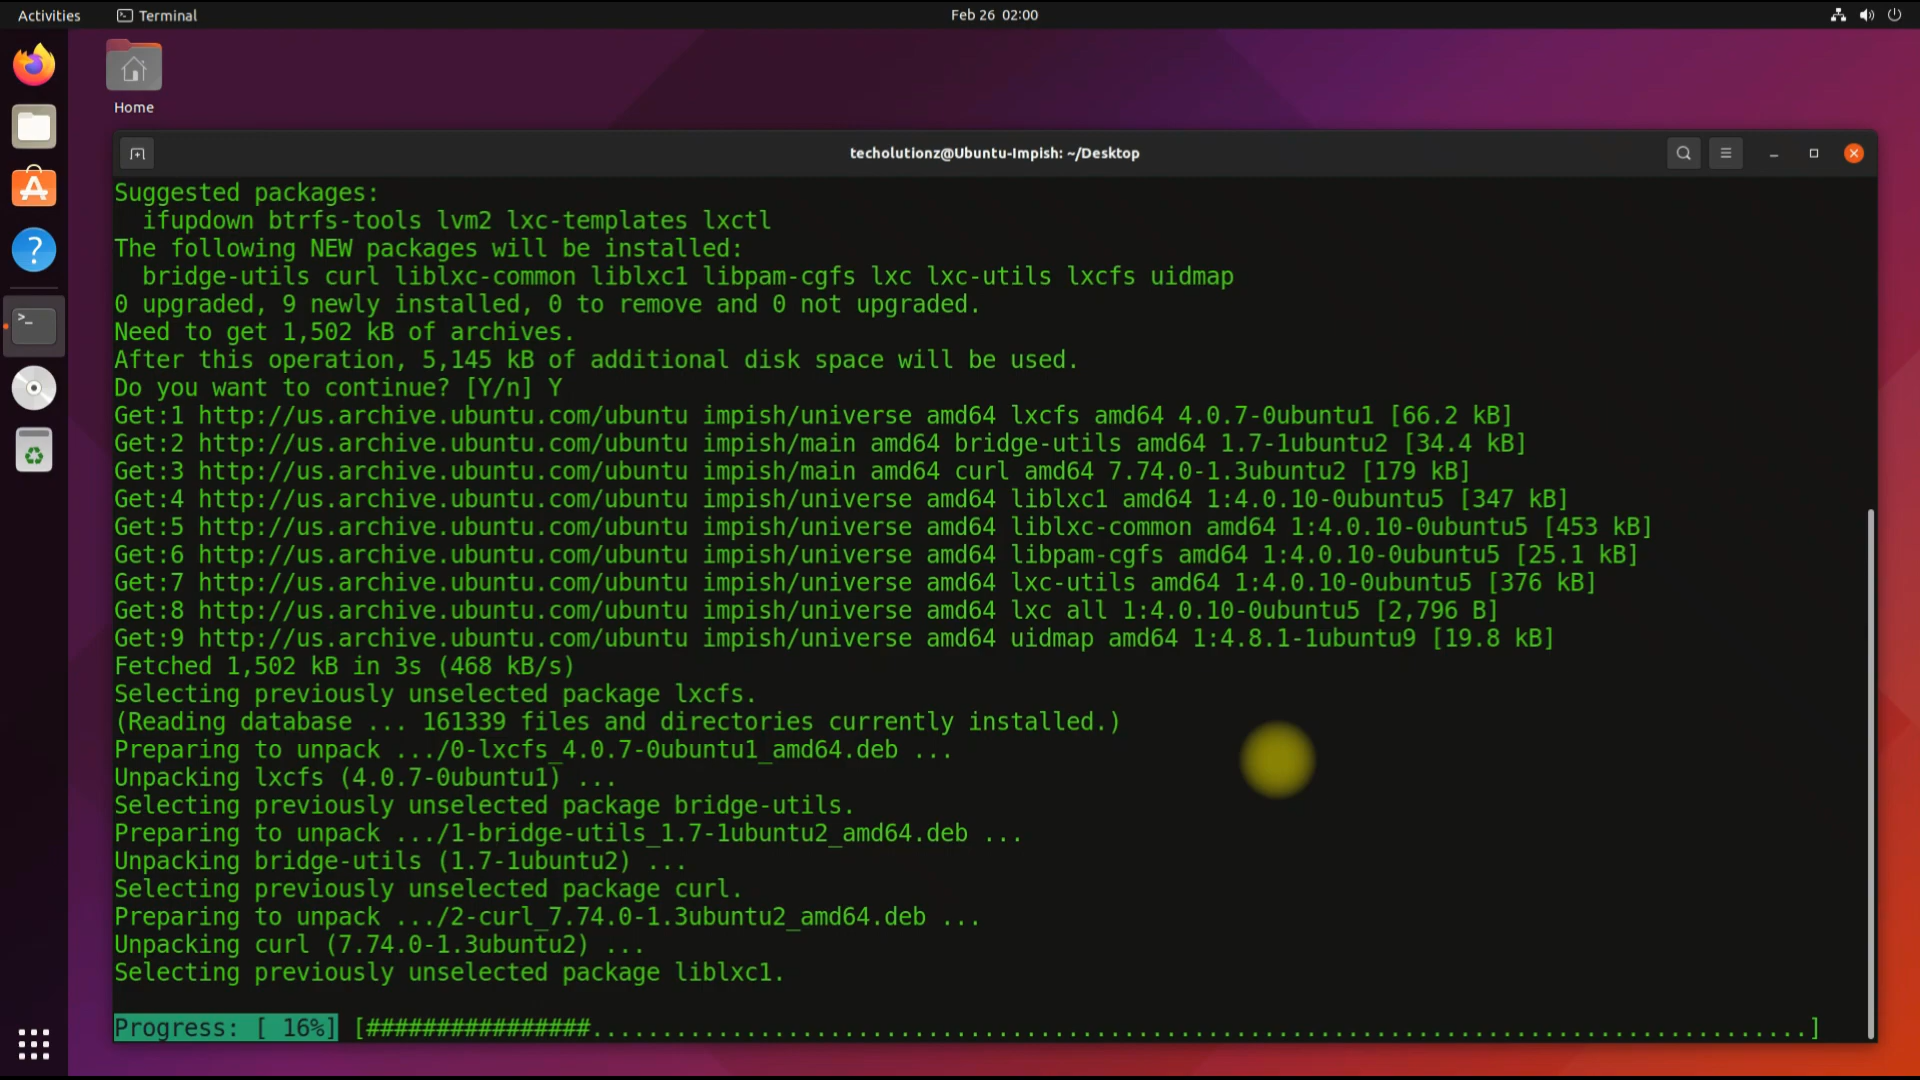 Activities
Terminal
Feb 26 02:00
Home
techolutionz@Ubuntu-Impish: ~/Desktop
Suggested packages:
ifupdown btrfs-tools lvm2 lxc-templates lxctl
The following NEW packages will be installed:
bridge-utils curl liblxc-common liblxc1 libpam-cgfs lxc lxc-utils lxcfs uidmap
0 upgraded, 9 newly installed, 0 to remove and 0 not upgraded.
Need to get 1,502 kB of archives.
After this operation, 5,145 kB of additional disk space will be used.
Do you want to continue? [Y/n] Y
Get:1 http://us.archive.ubuntu.com/ubuntu impish/universe amd64 lxcfs amd64 4.0.7-0ubuntu1 [66.2 kB]
Get:2 http://us.archive.ubuntu.com/ubuntu impish/main amd64 bridge-utils amd64 1.7-1ubuntu2 [34.4 kB]
Get:3 http://us.archive.ubuntu.com/ubuntu impish/main amd64 curl amd64 7.74.0-1.3ubuntu2 [179 kB]
Get:4 http://us.archive.ubuntu.com/ubuntu impish/universe amd64 liblxc1 amd64 1:4.0.10-0ubuntu5 [347 kB]
Get:5 http://us.archive.ubuntu.com/ubuntu impish/universe amd64 liblxc-common amd64 1:4.0.10-0ubuntu5 [453 kB]
Get:6 http://us.archive.ubuntu.com/ubuntu impish/universe amd64 libpam-cgfs amd64 1:4.0.10-0ubuntu5 [25.1 kB]
Get:7 http://us.archive.ubuntu.com/ubuntu impish/universe amd64 lxc-utils amd64 1:4.0.10-0ubuntu5 [376 kB]
Get:8 http://us.archive.ubuntu.com/ubuntu impish/universe amd64 lxc all 1:4.0.10-0ubuntu5 [2,796 B]
Get:9 http://us.archive.ubuntu.com/ubuntu impish/universe amd64 uidmap amd64 1:4.8.1-1ubuntu9 [19.8 kB]
Fetched 1,502 kB in 3s (468 kB/s)
Selecting previously unselected package lxcfs.
(Reading database ... 161339 files and directories currently installed.)
Preparing to unpack .../0-lxcfs_4.0.7-0ubuntu1_amd64.deb ...
Unpacking lxcfs (4.0.7-0ubuntu1) ...
Selecting previously unselected package bridge-utils.
Preparing to unpack .../1-bridge-utils_1.7-1ubuntu2_amd64.deb ...
Unpacking bridge-utils (1.7-1ubuntu2) ...
Selecting previously unselected package curl.
Preparing to unpack .../2-curl_7.74.0-1.3ubuntu2_amd64.deb ...
Unpacking curl (7.74.0-1.3ubuntu2) ...
Selecting previously unselected package liblxc1.
Progress: [ 16%] [################.......................................................................................]